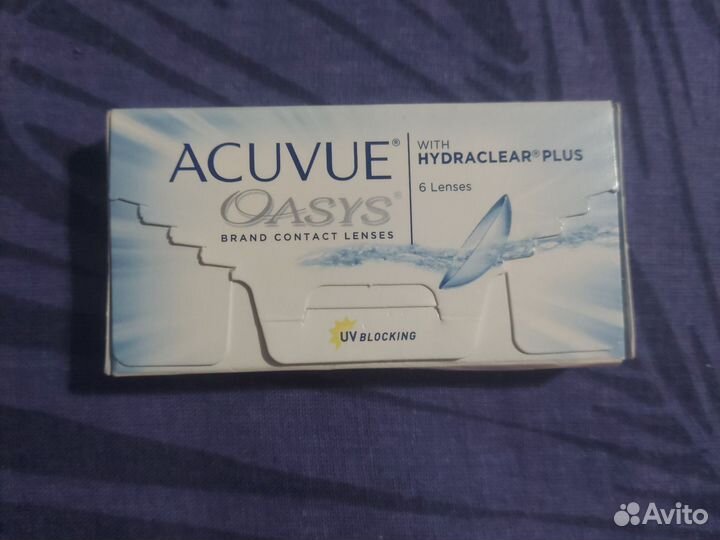 ACUVUE®
OASYS®
BRAND CONTACT LENSES
WITH
HYDRACLEAR® PLUS
6 Lenses
UV BLOCKING
Avito